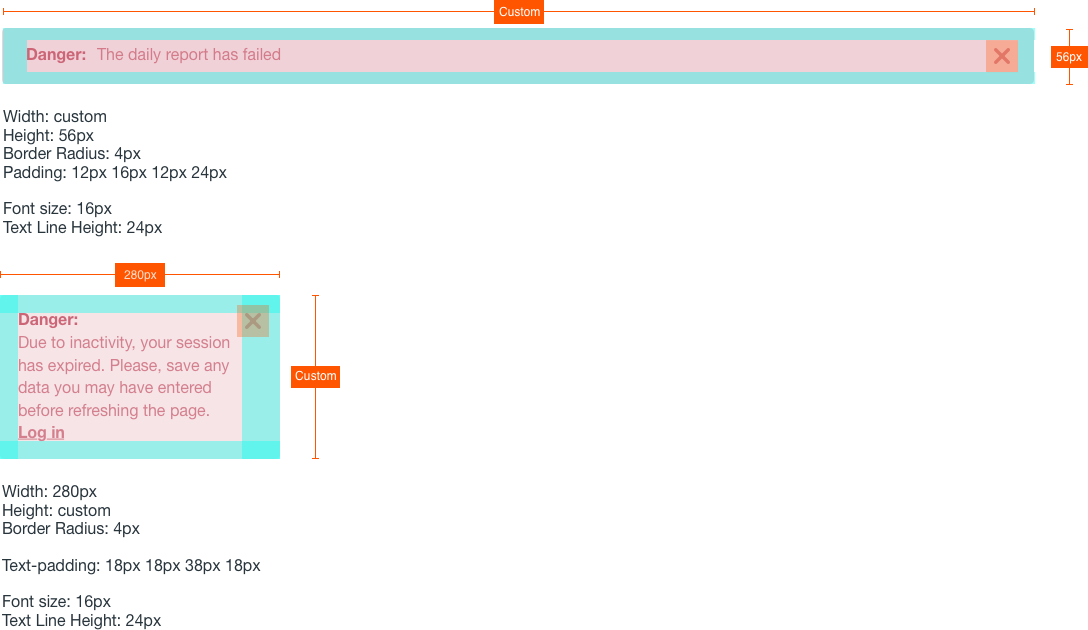 Custom
Danger: The daily report has failed
56px
Width: custom
Height: 56px
Border Radius: 4px
Padding: 12px 16px 12px 24px
Font size: 16px
Text Line Height: 24px
280px
Danger:
Due to inactivity, your session
has expired. Please, save any
data you may have entered
before refreshing the page.
Log in
Custom
Width: 280px
Height: custom
Border Radius: 4px
Text-padding: 18px 18px 38px 18px
Font size: 16px
Text Line Height: 24px